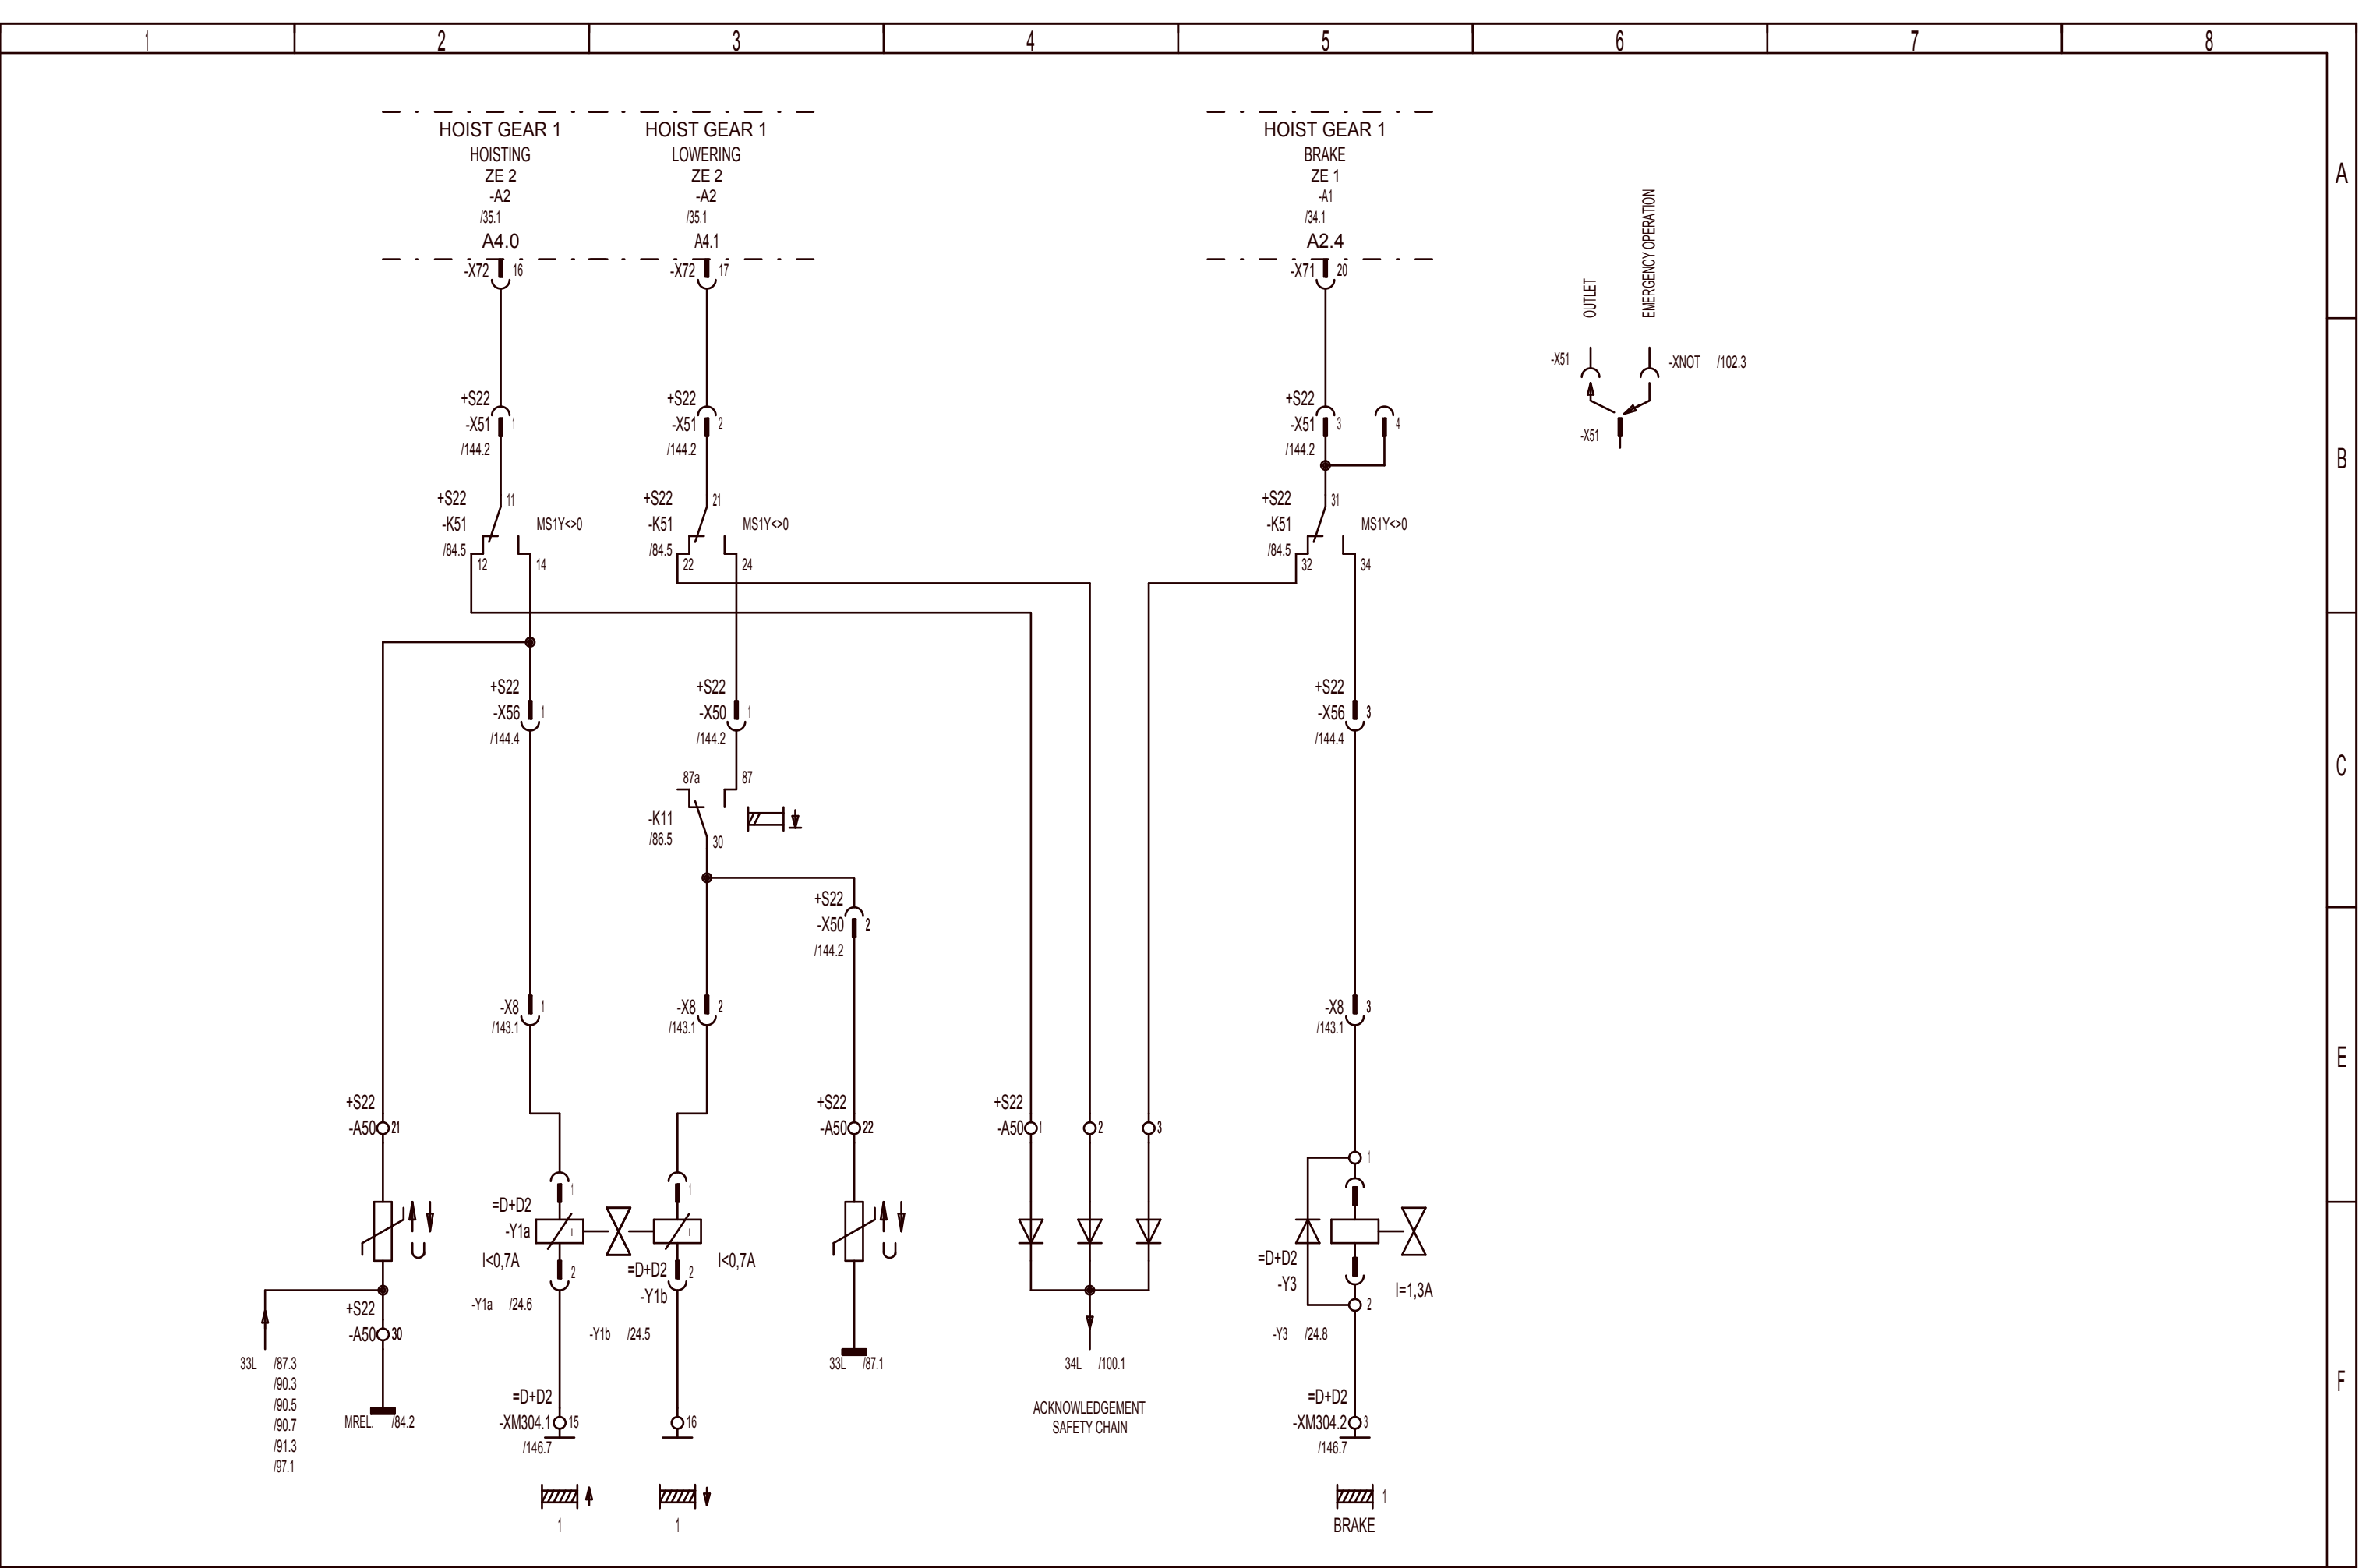 1 2 3 4 5 6 7 8
A
B
C
E
F
HOIST GEAR 1
HOISTING
ZE 2
-A2
/35.1
A4.0
-X72 16
HOIST GEAR 1
LOWERING
ZE 2
-A2
/35.1
A4.1
-X72 17
HOIST GEAR 1
BRAKE
ZE 1
-A1
/34.1
A2.4
-X71 20
OUTLET
EMERGENCY OPERATION
-X51
-XNOT /102.3
-X51
+S22
-X51 1
/144.2
+S22
-X51 2
/144.2
+S22
-X51 3
/144.2
4
+S22 11
-K51 MS1Y<>0
/84.5
12 14
+S22 21
-K51 MS1Y<>0
/84.5
22 24
+S22 31
-K51 MS1Y<>0
/84.5
32 34
+S22
-X56 1
/144.4
+S22
-X50 1
/144.2
+S22
-X56 3
/144.4
87a 87
-K11
/86.5
30
+S22
-X50 2
/144.2
-X8 1
/143.1
-X8 2
/143.1
-X8 3
/143.1
+S22
-A50 21
+S22
-A50 22
+S22
-A50 1 2 3
1
=D+D2
-Y1a
1
I<0,7A
2
-Y1a /24.6
1
I<0,7A
=D+D2
-Y1b
2
-Y1b /24.5
1
=D+D2
-Y3
I=1,3A
2
-Y3 /24.8
+S22
-A50 30
33L /87.3
/90.3
/90.5
/90.7
/91.3
/97.1
MREL. /84.2
33L /87.1
34L /100.1
ACKNOWLEDGEMENT
SAFETY CHAIN
=D+D2
-XM304.1 15
/146.7
16
=D+D2
-XM304.2 3
/146.7
1
1
1
BRAKE